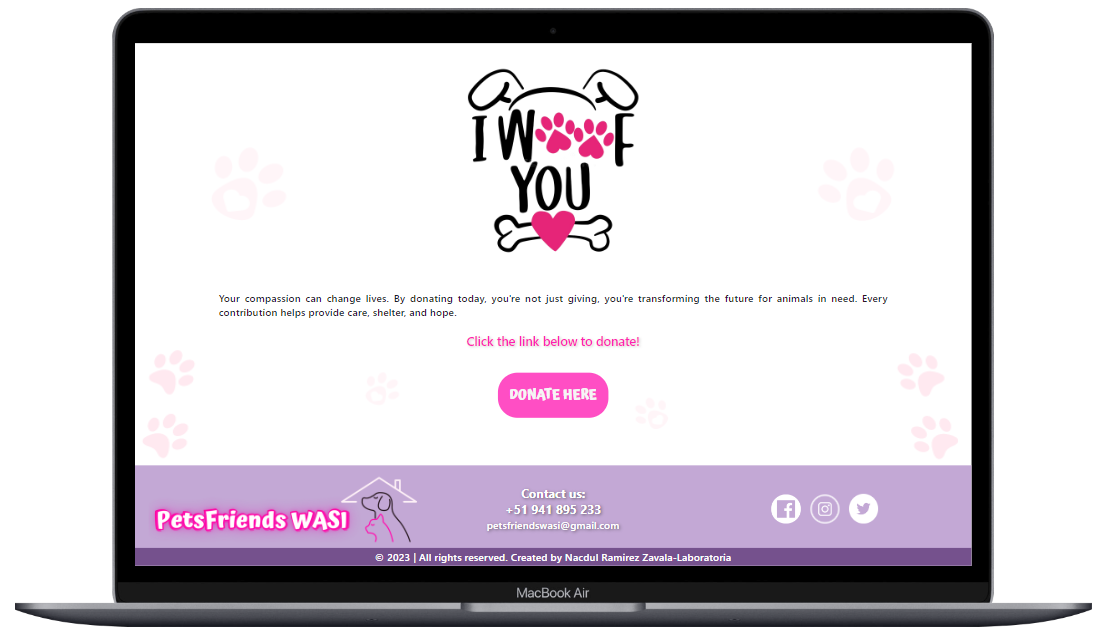 I WOOF
YOU
Your compassion can change lives. By donating today, you're not just giving, you're transforming the future for animals in need. Every
contribution helps provide care, shelter, and hope.
Click the link below to donate!
DONATE HERE
PetsFriends WASI
Contact us:
+51 941 895 233
petsfriendswasi@gmail.com
© 2023 | All rights reserved. Created by Nacdul Ramirez Zavala-Laboratoria
MacBook Air